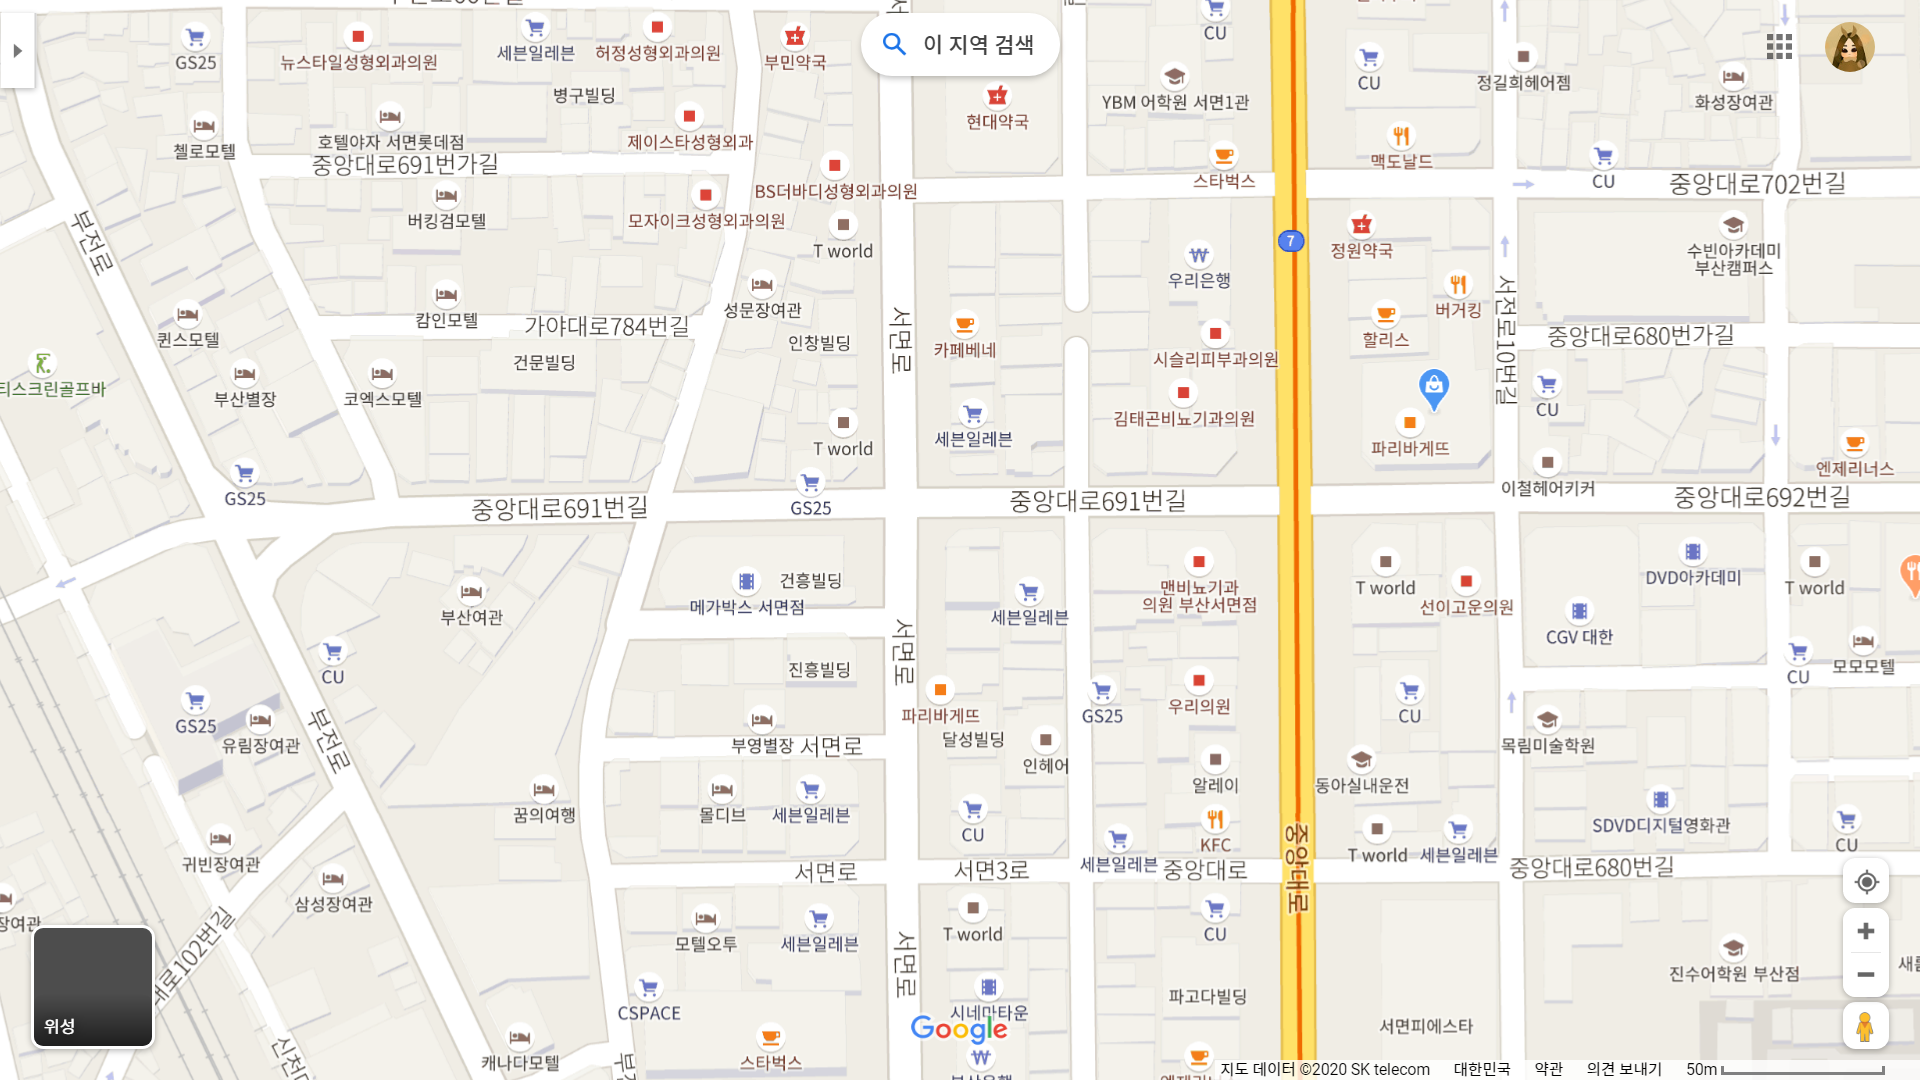 이 지역 검색
GS25
뉴스타일성형외과의원
세븐일레븐
허정성형외과의원
부민약국
CU
CU
정길희헤어젬
화성장여관
병구빌딩
현대약국
YBM 어학원 서면1관
첼로모텔
호텔야자 서면롯데점
제이스타성형외과
맥도날드
중앙대로691번가길
BS더바디성형외과의원
스타벅스
CU
중앙대로702번길
버킹검모텔
모자이크성형외과의원
부전로
T world
7
정원약국
수빈아카데미
부산캠퍼스
우리은행
성문장여관
버거킹
캄인모텔
가야대로784번길
서면로
서전로10번길
퀸스모텔
인창빌딩
카페베네
할리스
중앙대로680번가길
건문빌딩
시슬리피부과의원
티스크린골프바
부산별장
코엑스모텔
CU
김태곤비뇨기과의원
세븐일레븐
T world
파리바게뜨
엔제리너스
GS25
중앙대로691번길
GS25
중앙대로691번길
이철헤어키커
중앙대로692번길
건흥빌딩
DVD아카데미
메가박스 서면점
맨비뇨기과
의원 부산서면점
T world
T world
선이고운의원
부산여관
세븐일레븐
CGV 대한
서면로
CU
진흥빌딩
모모모텔
CU
GS25
파리바게뜨
GS25
우리의원
CU
부전로
유림장여관
부영별장
서면로
달성빌딩
목림미술학원
인헤어
알레이
동아실내운전
꿈의여행
몰디브
세븐일레븐
CU
SDVD디지털영화관
KFC
중앙대로
CU
귀빈장여관
세븐일레븐
T world
세븐일레븐
서면로
서면3로
중앙대로
중앙대로680번길
삼성장여관
장여관
대로102번길
모텔오투
세븐일레븐
T world
CU
서면로
진수어학원 부산점
새름
파고다빌딩
CSPACE
시네마타운
서면피에스타
위성
Google
캐나다모텔
스타벅스
지도 데이터 ©2020 SK telecom 대한민국 약관 의견 보내기 50m